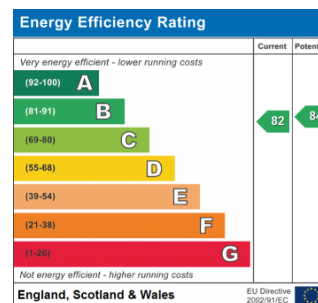 Energy Efficiency Rating
Current
Very energy efficient - lower running costs
(92-100) A
(81-91) B
82
(69-80) C
(55-68) D
(39-54) E
(21-38) F
(1-20) G
Not energy efficient - higher running costs
England, Scotland & Wales
EU Directive
2002/91/EC